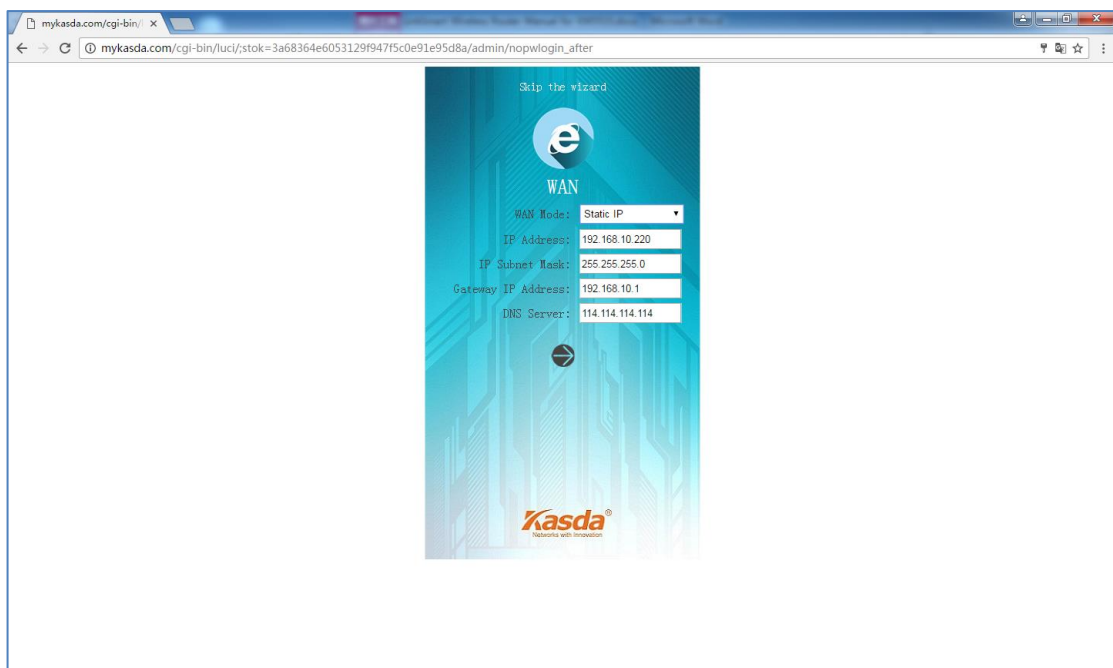 mykasda.com/cgi-bin/
mykasda.com/cgi-bin/luci/;stok=3a68364e6053129f947f5c0e91e95d8a/admin/nopwlogin_after
Skip the wizard
WAN
WAN Mode: Static IP
IP Address: 192.168.10.220
IP Subnet Mask: 255.255.255.0
Gateway IP Address: 192.168.10.1
DNS Server: 114.114.114.114
Kasda®
Networks with Innovation